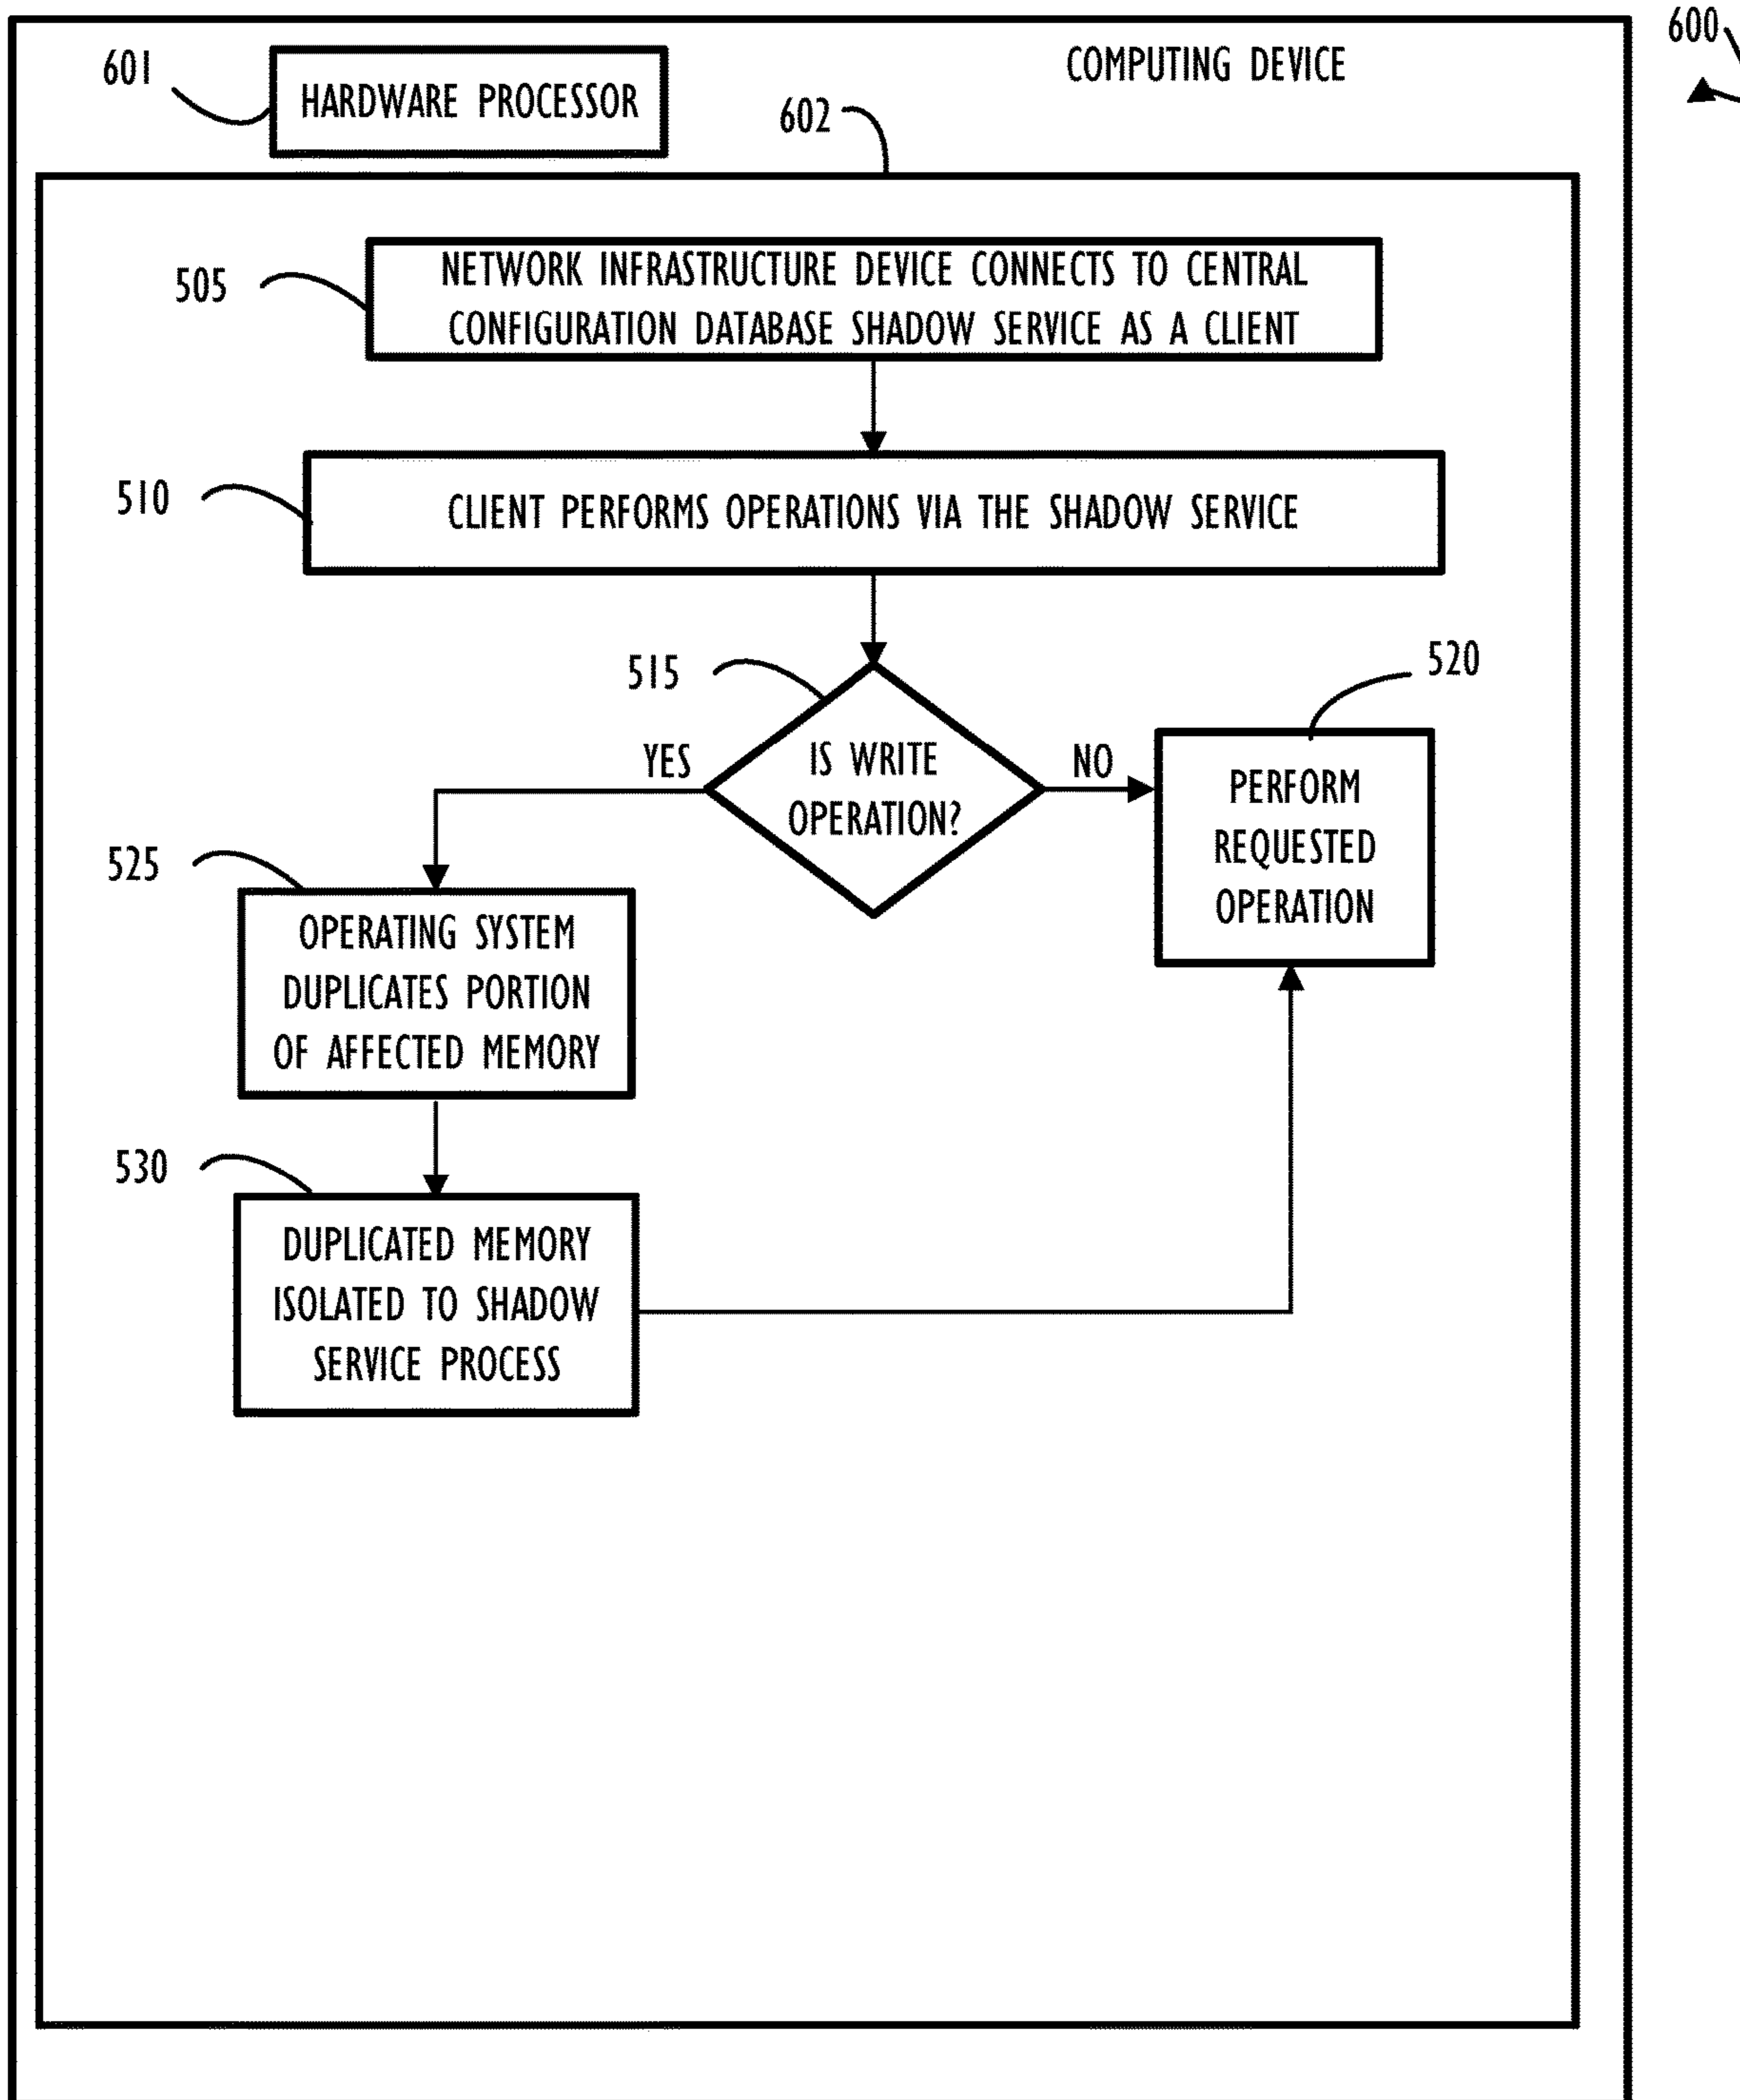 600
601
HARDWARE PROCESSOR
COMPUTING DEVICE
602
505
NETWORK INFRASTRUCTURE DEVICE CONNECTS TO CENTRAL
CONFIGURATION DATABASE SHADOW SERVICE AS A CLIENT
510
CLIENT PERFORMS OPERATIONS VIA THE SHADOW SERVICE
515
IS WRITE
OPERATION?
YES
NO
520
PERFORM
REQUESTED
OPERATION
525
OPERATING SYSTEM
DUPLICATES PORTION
OF AFFECTED MEMORY
530
DUPLICATED MEMORY
ISOLATED TO SHADOW
SERVICE PROCESS